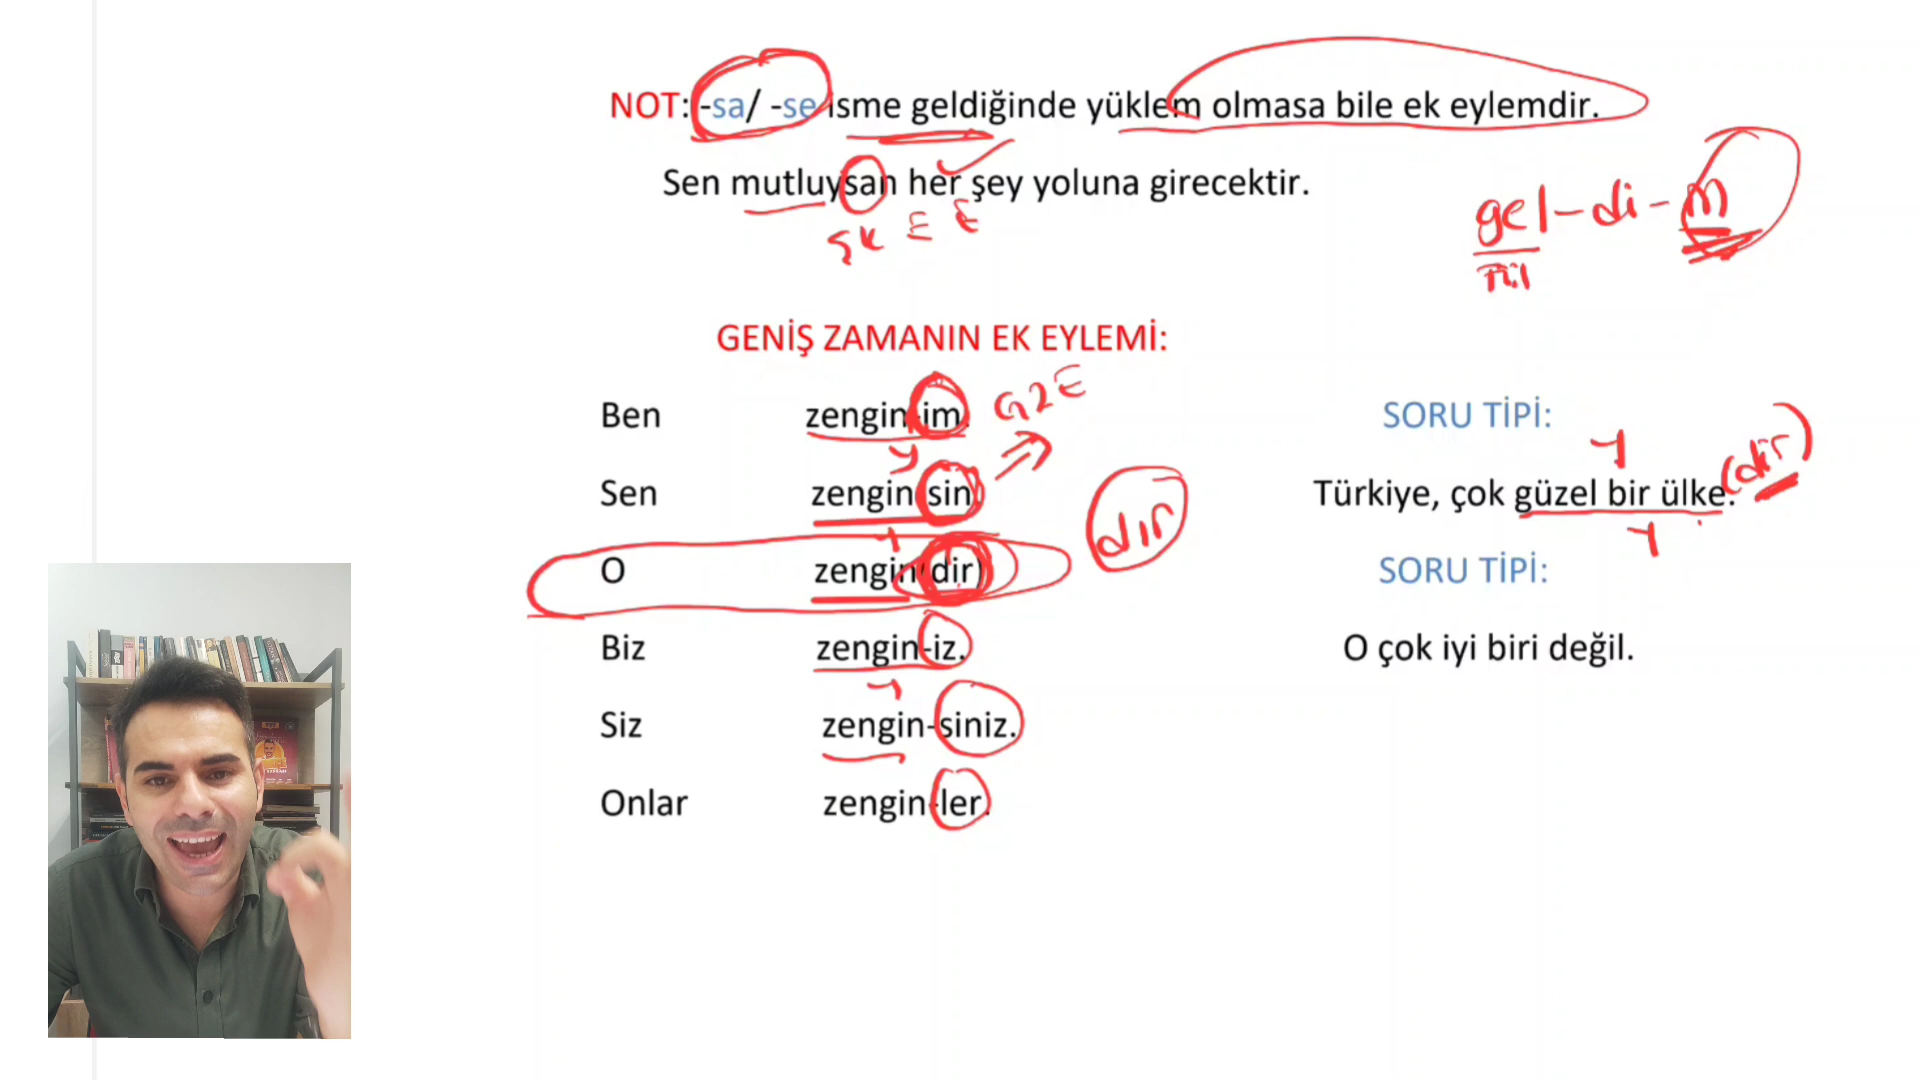 NOT: -sa/ -se isme geldiğinde yüklem olmasa bile ek eylemdir.
Sen mutluysan her şey yoluna girecektir.
ŞK E E
gel-di-m
fiil
GENİŞ ZAMANIN EK EYLEMİ:
Ben zengin-im.
GZE
y
Sen zengin-sin
y
O zengin(dir)
dır
Biz zengin-iz.
y
Siz zengin-siniz.
Onlar zengin-ler.
SORU TİPİ:
y
Türkiye, çok güzel bir ülke.(dir)
y
SORU TİPİ:
O çok iyi biri değil.